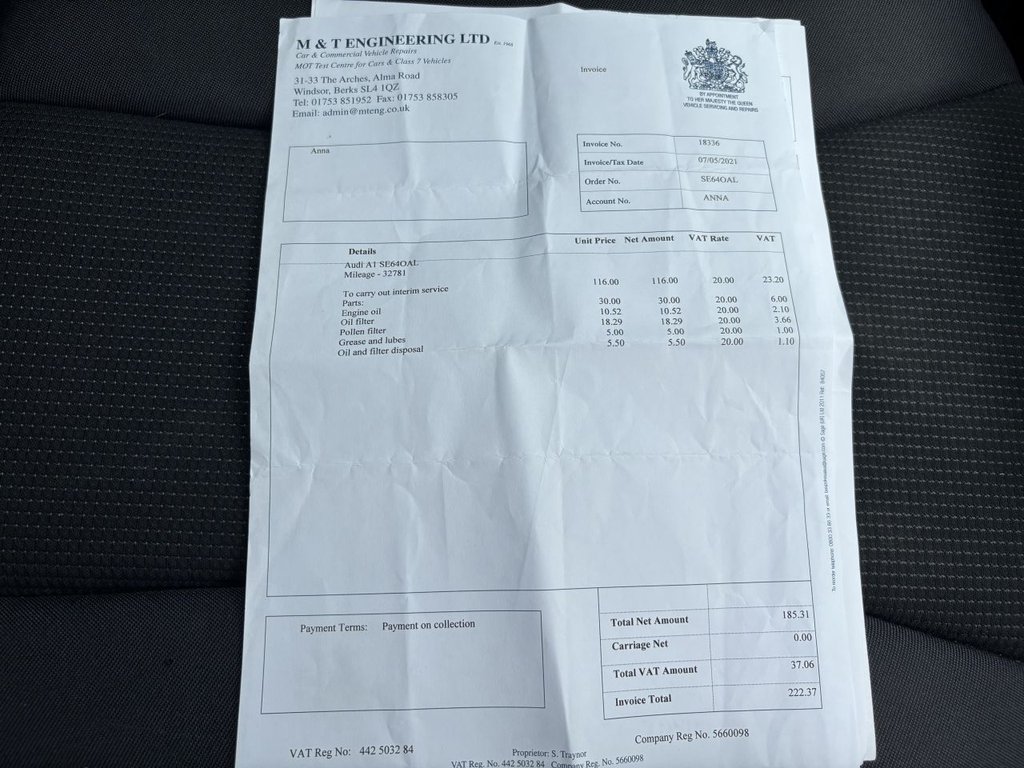 M & T ENGINEERING LTD Est. 1968
Car & Commercial Vehicle Repairs
MOT Test Centre for Cars & Class 7 Vehicles
31-33 The Arches, Alma Road
Windsor, Berks SL4 1QZ
Tel: 01753 851952 Fax: 01753 858305
Email: admin@mteng.co.uk
Invoice
BY APPOINTMENT
TO HER MAJESTY THE QUEEN
VEHICLE SERVICING AND REPAIRS
Anna
Invoice No. 18336
Invoice/Tax Date 07/05/2021
Order No. SE64OAL
Account No. ANNA
Details Unit Price Net Amount VAT Rate VAT
Audi A1 SE64OAL
Mileage - 32781
To carry out interim service 116.00 116.00 20.00 23.20
Parts:
Engine oil 30.00 30.00 20.00 6.00
Oil filter 10.52 10.52 20.00 2.10
Pollen filter 18.29 18.29 20.00 3.66
Grease and lubes 5.00 5.00 20.00 1.00
Oil and filter disposal 5.50 5.50 20.00 1.10
Payment Terms: Payment on collection
Total Net Amount 185.31
Carriage Net 0.00
Total VAT Amount 37.06
Invoice Total 222.37
VAT Reg No: 442 5032 84
Company Reg No. 5660098
Proprietor: S. Traynor
VAT Reg. No. 442 5032 84 Company Reg. No. 5660098